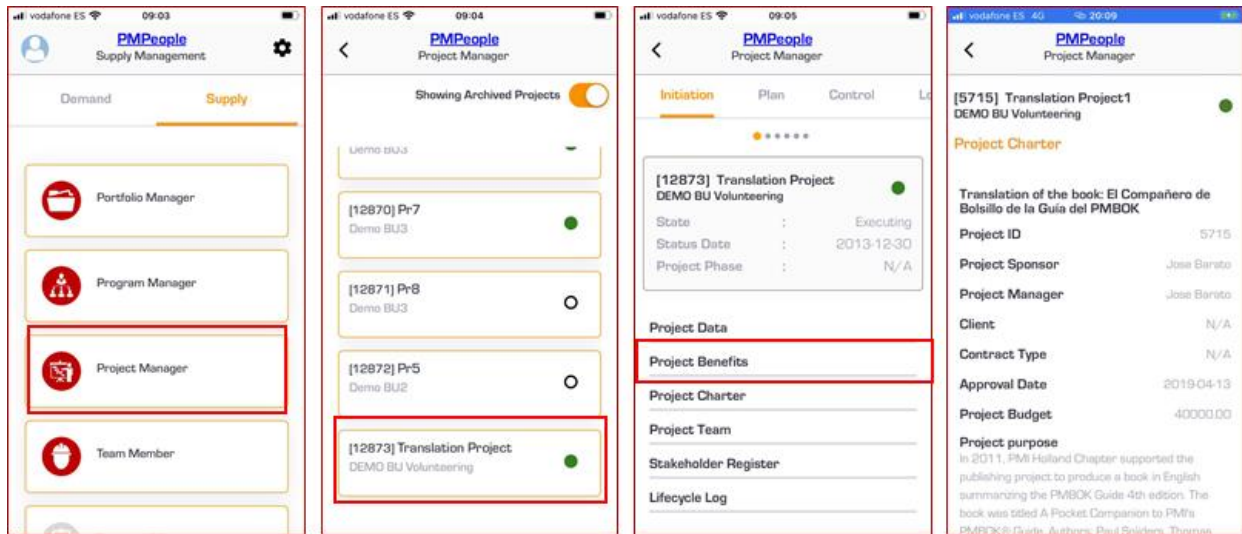 vodafone ES
09:03
PMPeople
Supply Management
Demand
Supply
Portfolio Manager
Program Manager
Project Manager
Team Member
vodafone ES
09:04
PMPeople
Project Manager
Showing Archived Projects
Demo BU3
[12870] Pr7
Demo BU3
[12871] Pr8
Demo BU3
[12872] Pr5
Demo BU2
[12873] Translation Project
DEMO BU Volunteering
vodafone ES
09:05
PMPeople
Project Manager
Initiation
Plan
Control
[12873] Translation Project
DEMO BU Volunteering
State : Executing
Status Date : 2013-12-30
Project Phase : N/A
Project Data
Project Benefits
Project Charter
Project Team
Stakeholder Register
Lifecycle Log
vodafone ES 4G
20:09
PMPeople
Project Manager
[5715] Translation Project1
DEMO BU Volunteering
Project Charter
Translation of the book: El Compañero de
Bolsillo de la Guía del PMBOK
Project ID 5715
Project Sponsor Jose Barato
Project Manager Jose Barato
Client N/A
Contract Type N/A
Approval Date 2019-04-13
Project Budget 40000.00
Project purpose
In 2011, PMI Holland Chapter supported the
publishing project to produce a book in English
summarizing the PMBOK Guide 4th edition. The
book was titled A Pocket Companion to PMI's
PMBOK® Guide. Authors: Paul Snijders, Thomas